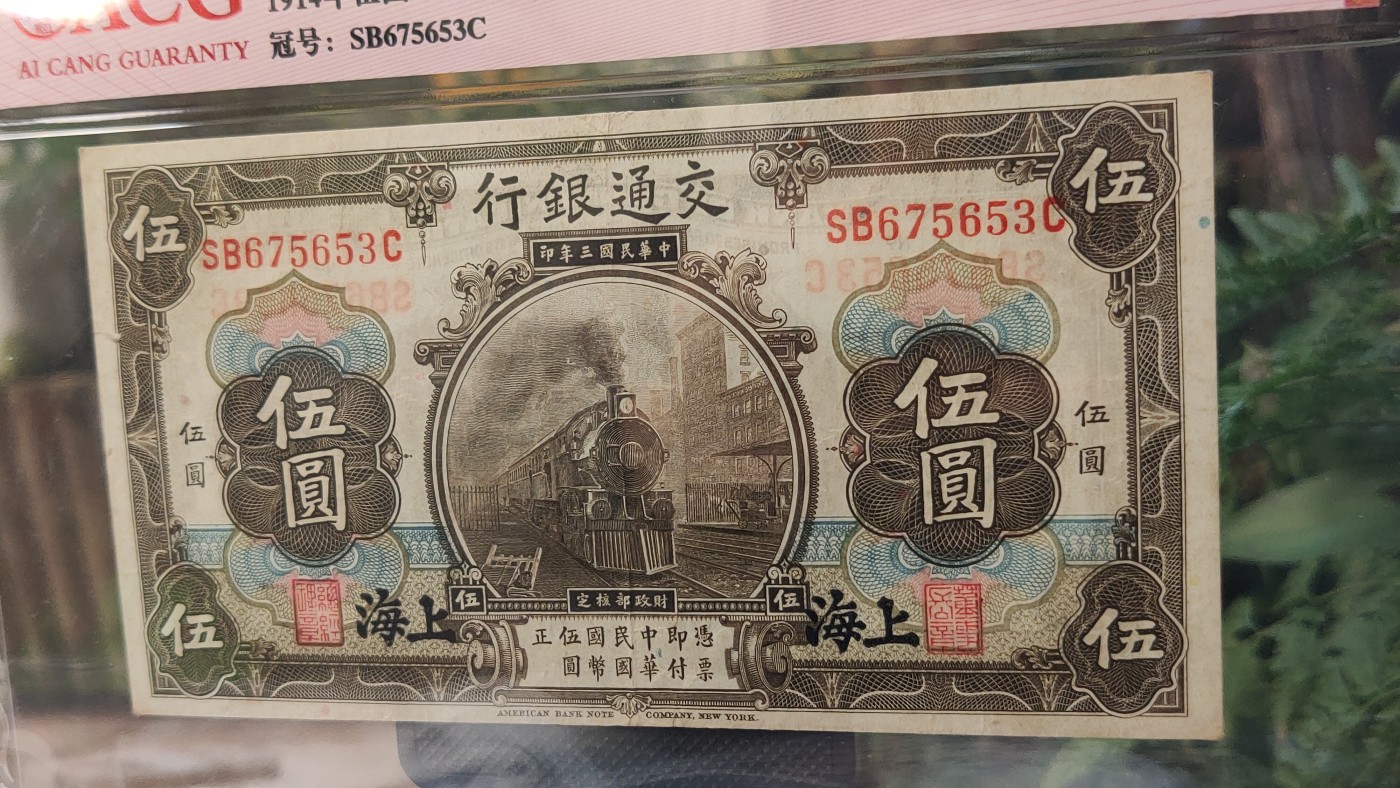 AI CANG GUARANTY
冠号：SB675653C
行銀通交
印年三國民華中
SB675653C
SB675653C
伍
伍
伍圓
伍圓
伍圓
伍圓
定核部政財
伍
伍
海上
海上
憑票即付中華民國國幣伍圓正
伍
伍
AMERICAN BANK NOTE COMPANY, NEW YORK.